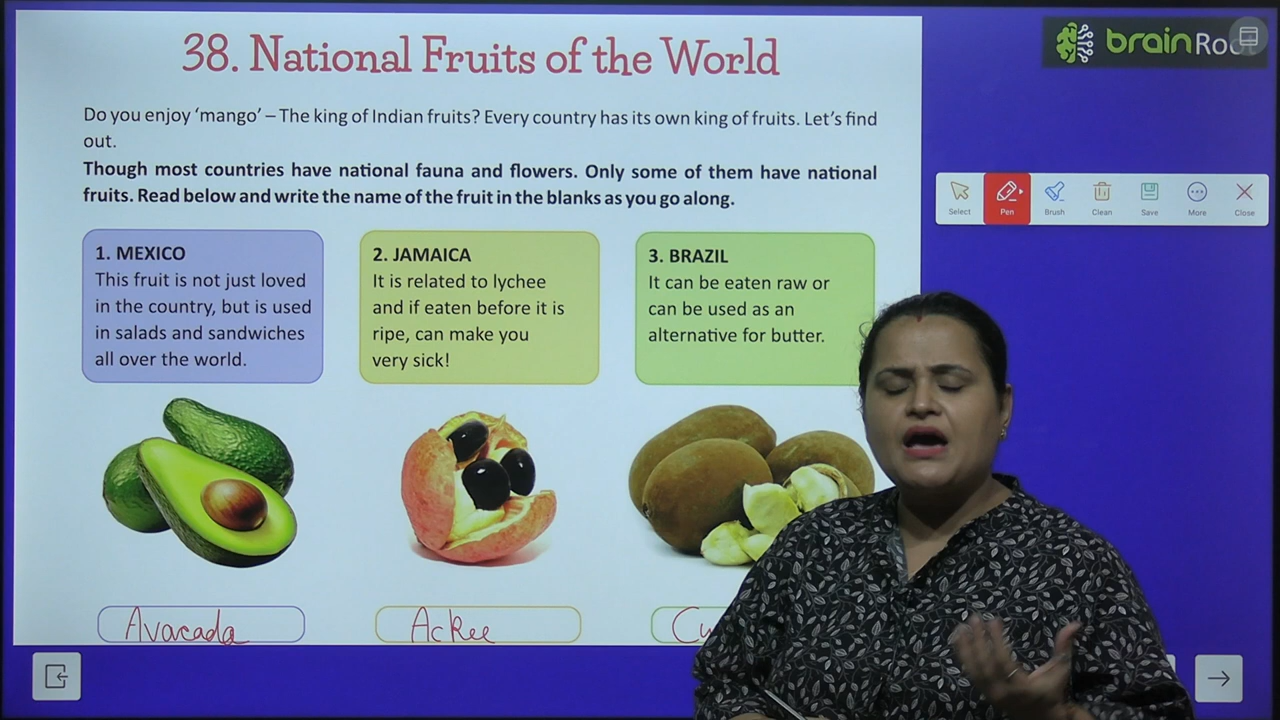 38. National Fruits of the World
brain
Do you enjoy ‘mango’ – The king of Indian fruits? Every country has its own king of fruits. Let’s find
out.
Though most countries have national fauna and flowers. Only some of them have national
fruits. Read below and write the name of the fruit in the blanks as you go along.
Select Pen Brush Clean Save More Close
1. MEXICO
This fruit is not just loved
in the country, but is used
in salads and sandwiches
all over the world.
2. JAMAICA
It is related to lychee
and if eaten before it is
ripe, can make you
very sick!
3. BRAZIL
It can be eaten raw or
can be used as an
alternative for butter.
Avacada
Ackee